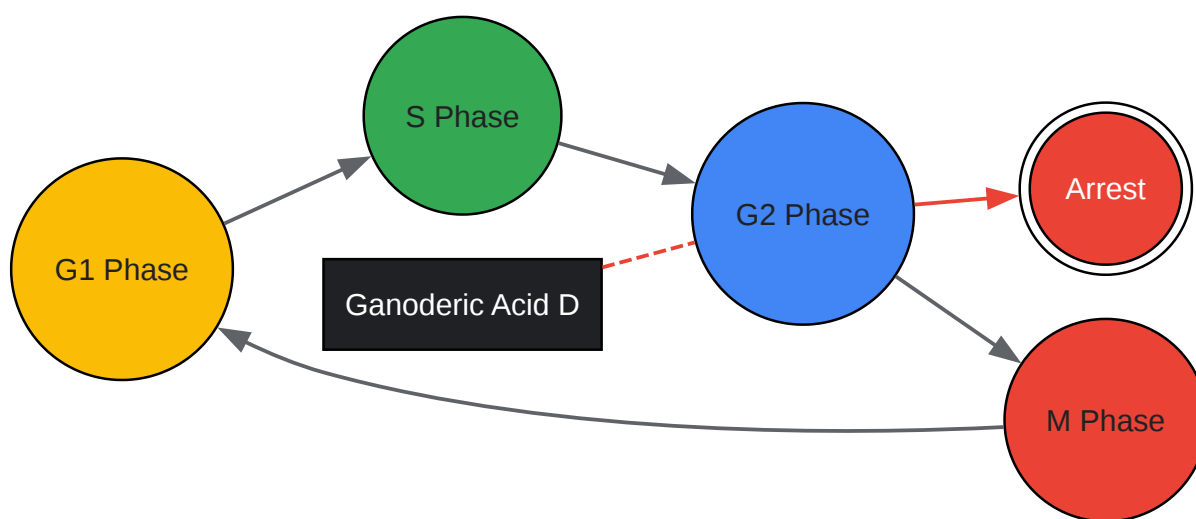 S Phase
G1 Phase
G2 Phase
Arrest
Ganoderic Acid D
M Phase